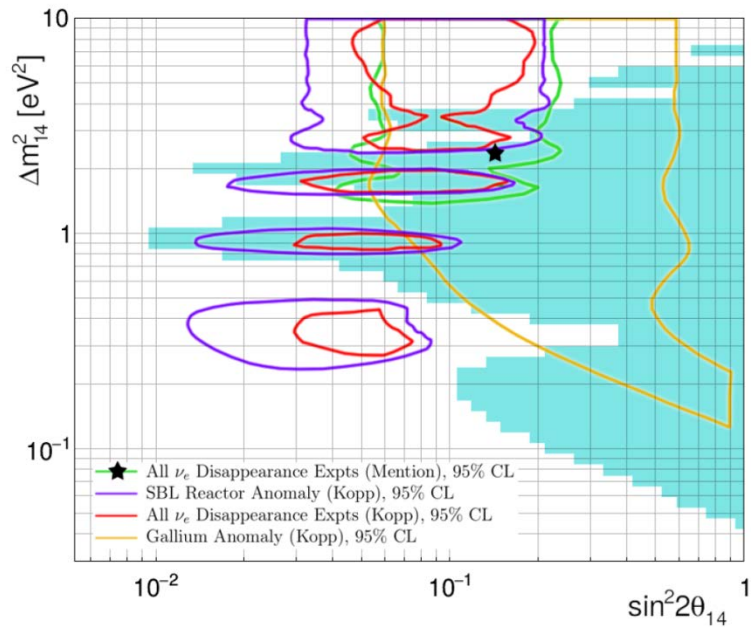 10
Δm²₁₄ [eV²]
1
10⁻¹
All νₑ Disappearance Expts (Mention), 95% CL
SBL Reactor Anomaly (Kopp), 95% CL
All νₑ Disappearance Expts (Kopp), 95% CL
Gallium Anomaly (Kopp), 95% CL
10⁻² 10⁻¹ 1
sin²2θ₁₄